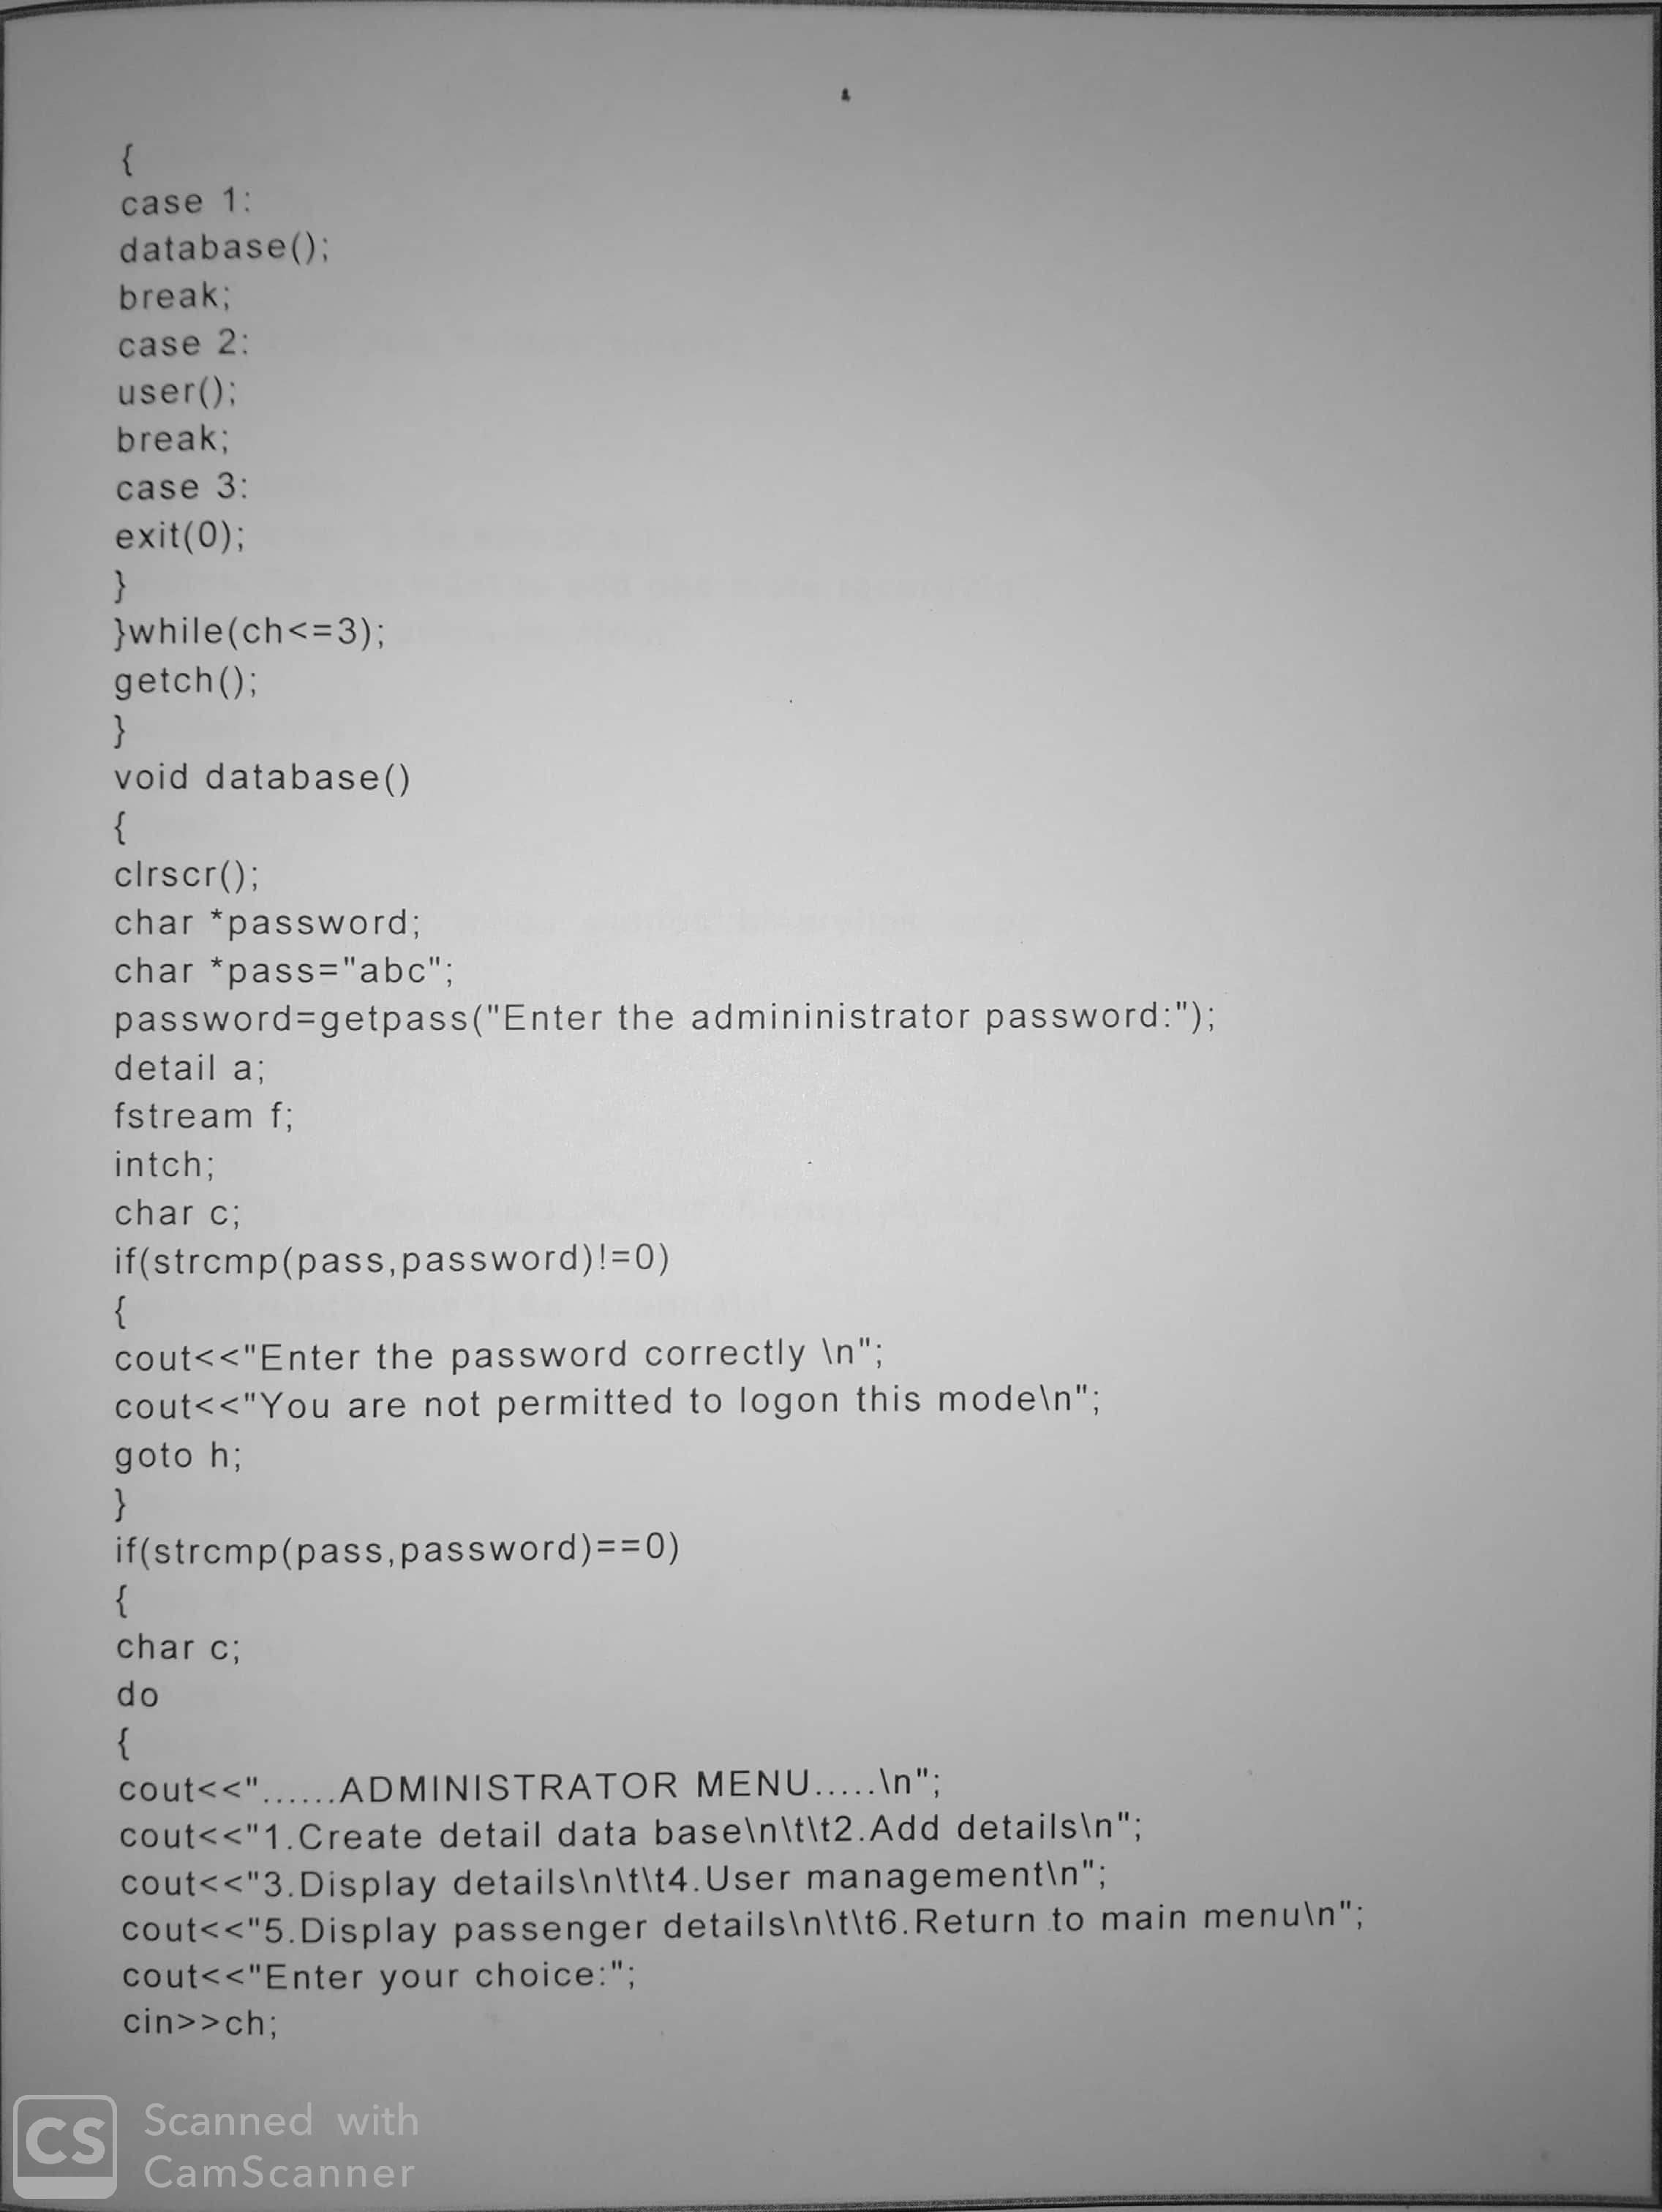 {
case 1:
database();
break;
case 2:
user();
break;
case 3:
exit(0);
}
}while(ch<=3);
getch();
}
void database()
{
clrscr();
char *password;
char *pass="abc";
password=getpass("Enter the admininistrator password:");
detail a;
fstream f;
intch;
char c;
if(strcmp(pass,password)!=0)
{
cout<<"Enter the password correctly \n";
cout<<"You are not permitted to logon this mode\n";
goto h;
}
if(strcmp(pass,password)==0)
{
char c;
do
{
cout<<"......ADMINISTRATOR MENU.....\n";
cout<<"1.Create detail data base\n\t\t2.Add details\n";
cout<<"3.Display details\n\t\t4.User management\n";
cout<<"5.Display passenger details\n\t\t6.Return to main menu\n";
cout<<"Enter your choice:";
cin>>ch;
CS
Scanned with
CamScanner